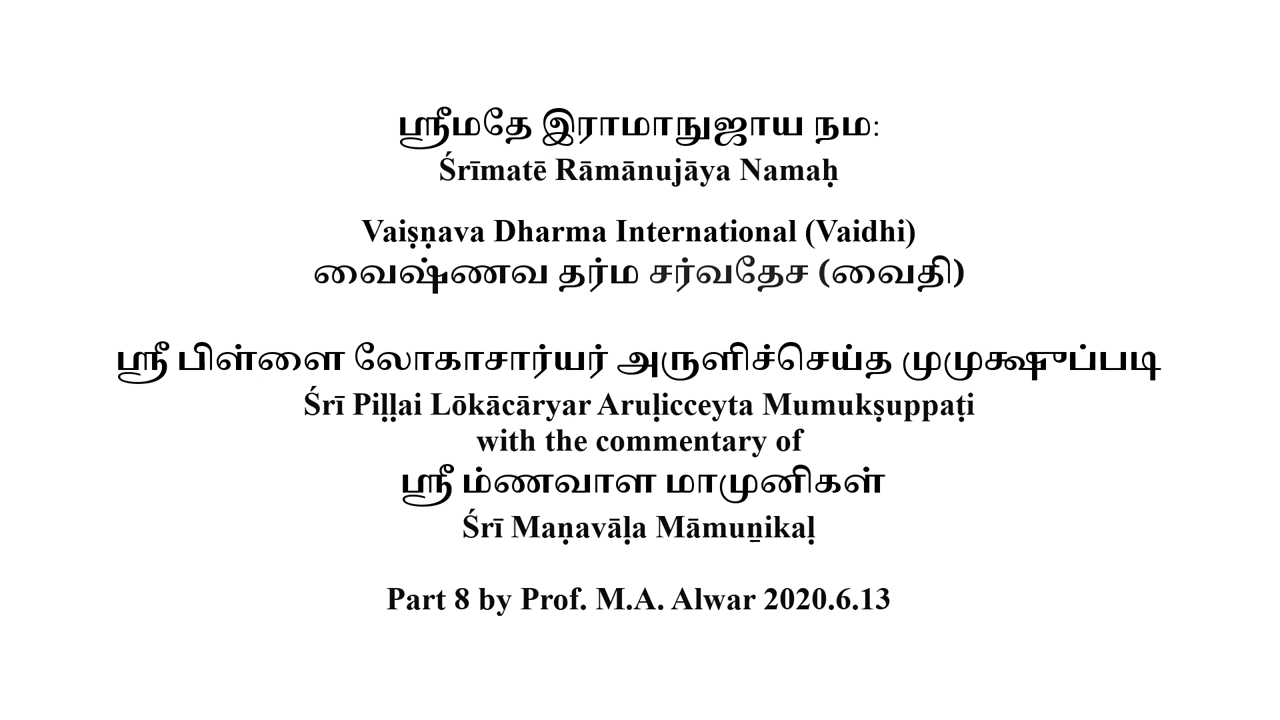 ஸ்ரீமதே இராமாநுஜாய நம:
Śrīmatē Rāmānujāya Namaḥ
Vaiṣṇava Dharma International (Vaidhi)
வைஷ்ணவ தர்ம சர்வதேச (வைதி)
ஸ்ரீ பிள்ளை லோகாசார்யர் அருளிச்செய்த முமுக்ஷுப்படி
Śrī Piḷḷai Lōkācāryar Aruḷicceyta Mumukṣuppaṭi
with the commentary of
ஸ்ரீ ம்ணவாள மாமுனிகள்
Śrī Maṇavāḷa Māmuṉikaḷ
Part 8 by Prof. M.A. Alwar 2020.6.13